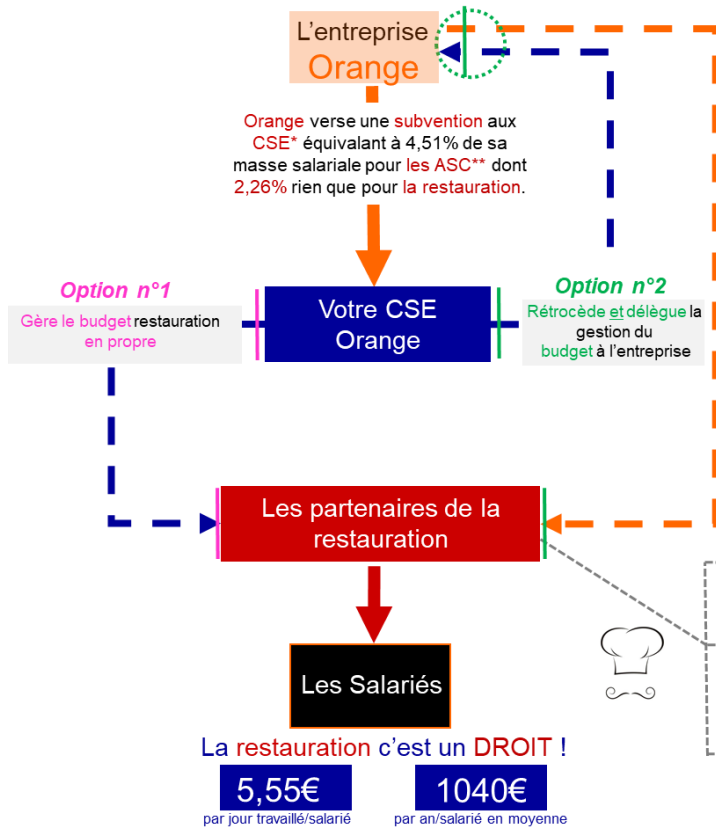 L'entreprise
Orange
Orange verse une subvention aux
CSE* équivalant à 4,51% de sa
masse salariale pour les ASC** dont
2,26% rien que pour la restauration.
Option n°1
Gère le budget restauration
en propre
Votre CSE
Orange
Option n°2
Rétrocède et délègue la
gestion du
budget à l'entreprise
Les partenaires de la
restauration
Les Salariés
La restauration c'est un DROIT !
5,55€
par jour travaillé/salarié
1040€
par an/salarié en moyenne